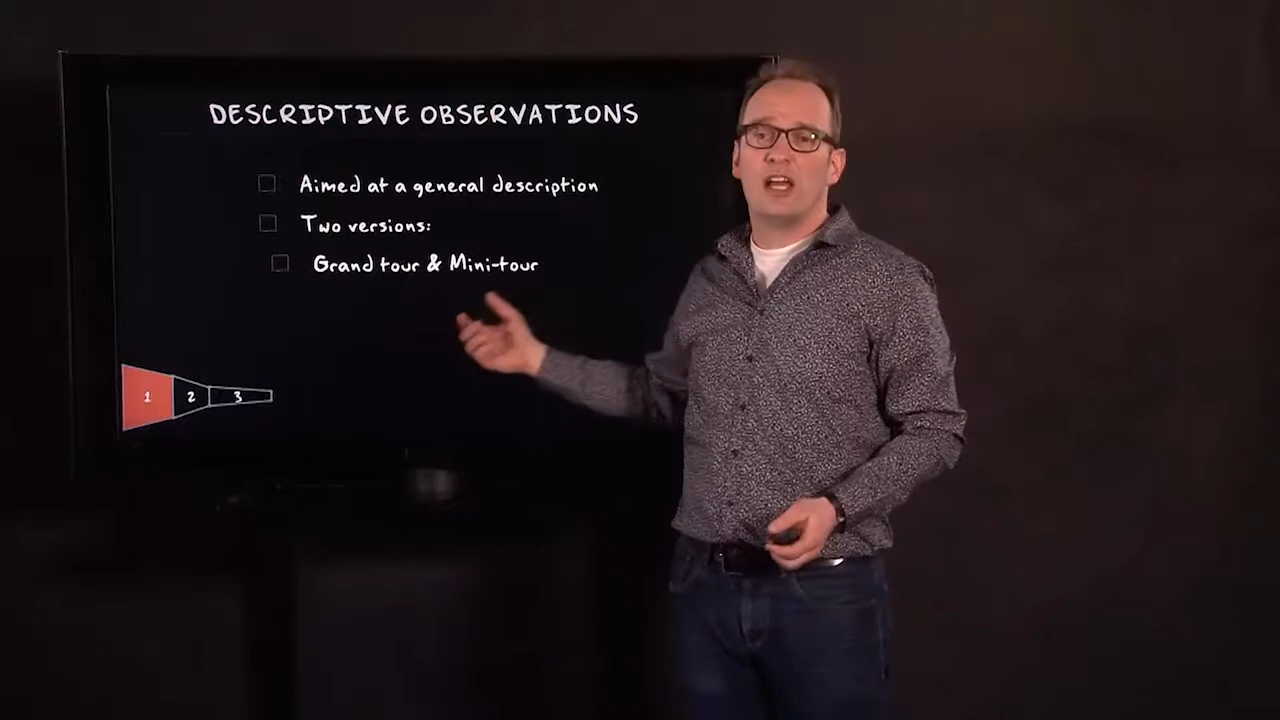 DESCRIPTIVE OBSERVATIONS
Aimed at a general description
Two versions:
Grand tour & Mini-tour
1 2 3